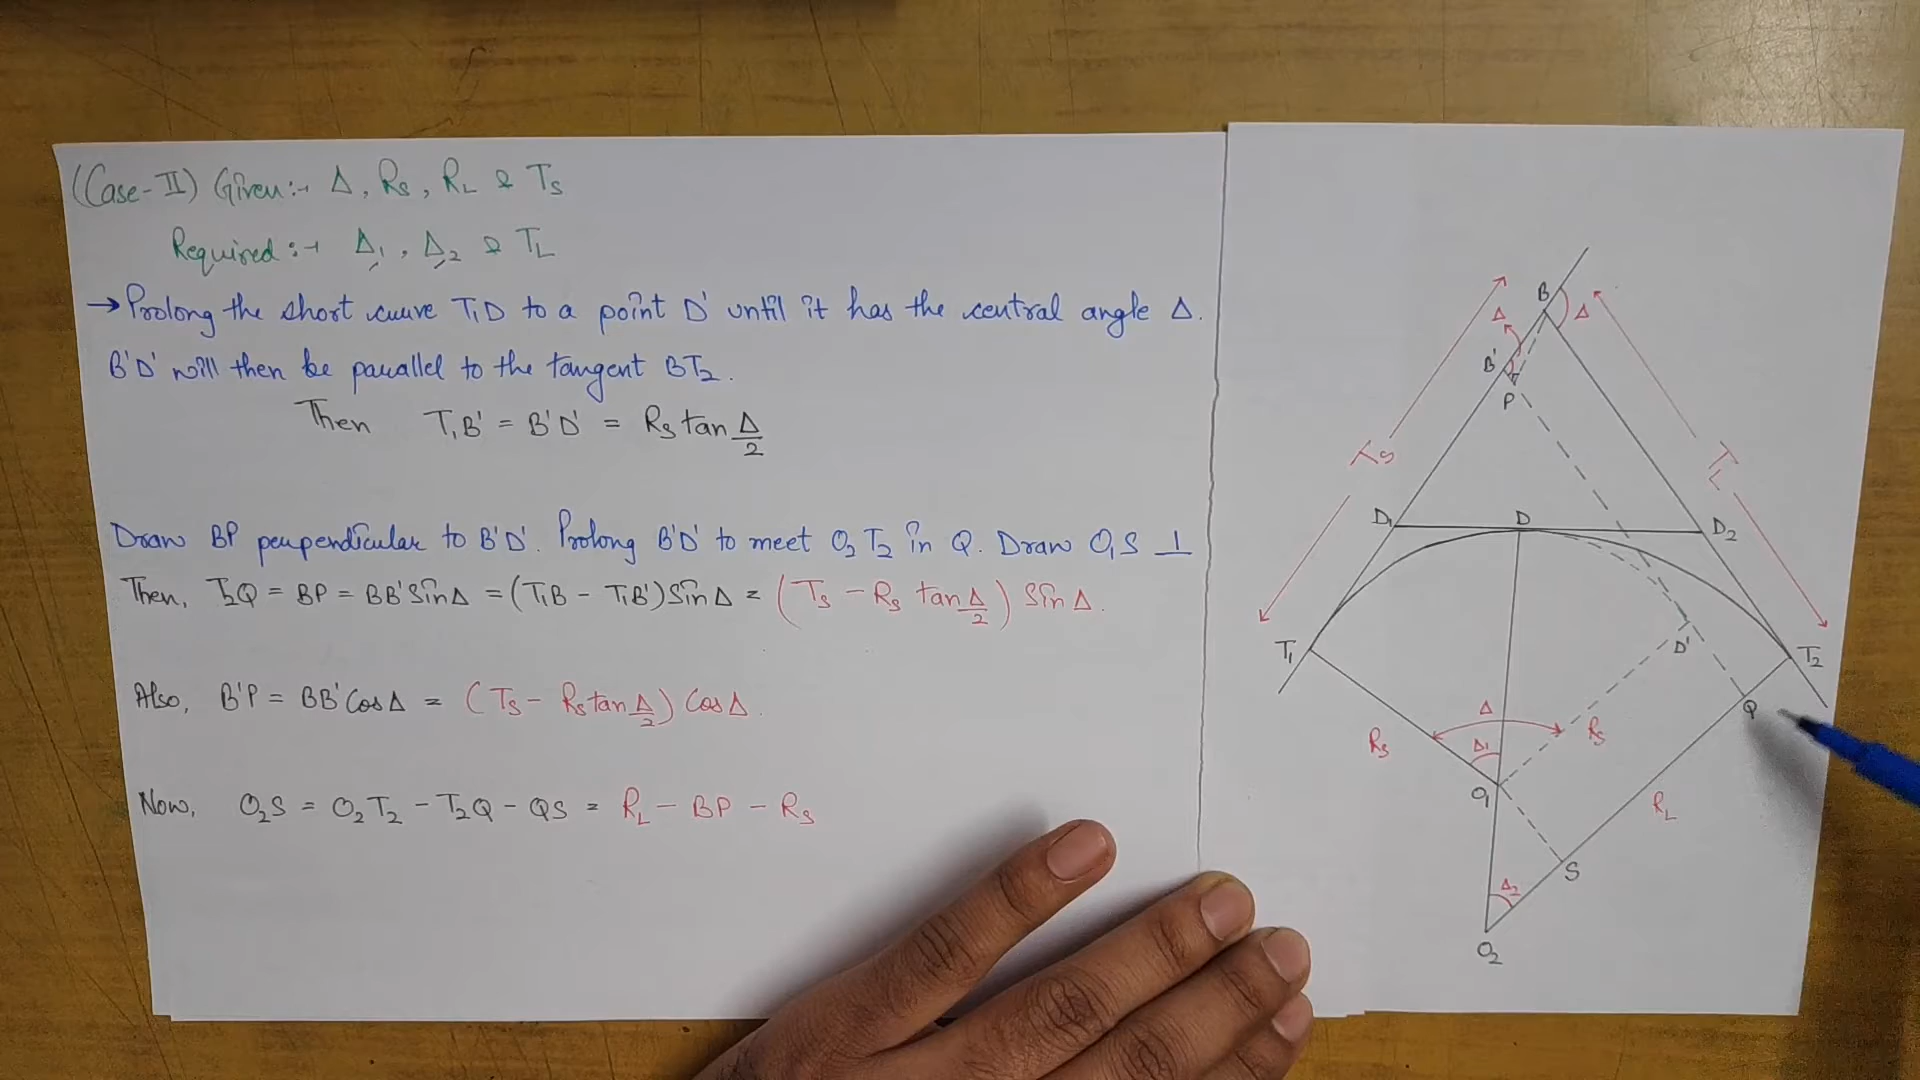 (Case-II) Given:→ Δ, Rs, RL & Ts
Required:→ Δ1, Δ2 & TL
→ Prolong the short curve T1D to a point D' until it has the central angle Δ.
B'D' will then be parallel to the tangent BT2.
Then T1B' = B'D' = Rs tan Δ/2
Draw BP perpendicular to B'D'. Prolong B'D' to meet O2T2 in Q. Draw O1S ⊥
Then, T2Q = BP = BB' Sin Δ = (T1B - T1B') Sin Δ = (Ts - Rs tan Δ/2) Sin Δ.
Also, B'P = BB' Cos Δ = (Ts - Rs tan Δ/2) Cos Δ.
Now, O2S = O2T2 - T2Q - QS = RL - BP - Rs
B
Δ
Δ
B'
P
Ts
TL
D1
D
D2
T1
D'
T2
Q
Δ
Rs
Δ1
Rs
O1
RL
S
Δ2
O2